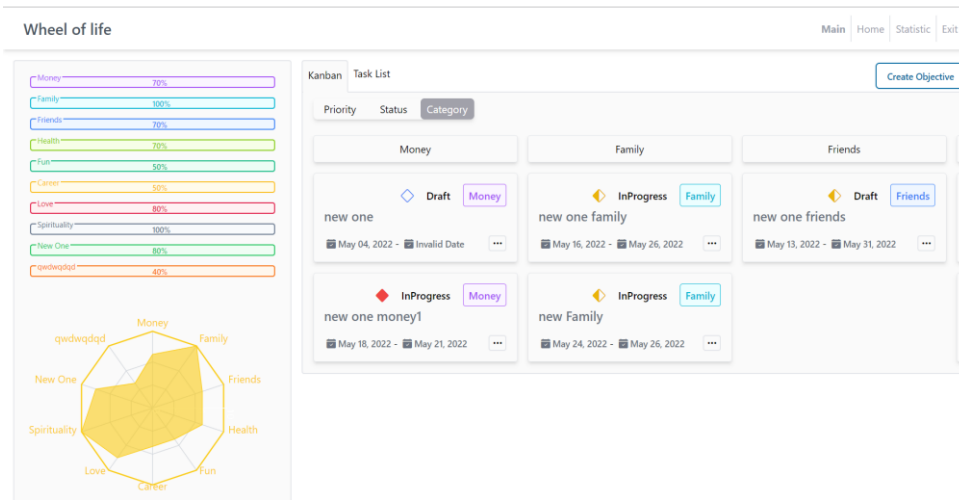 Wheel of life
Main Home Statistic Exit
Money
70%
Family
100%
Friends
70%
Health
70%
Fun
50%
Career
50%
Love
80%
Spirituality
100%
New One
80%
qwdwqdqd
40%
Money
qwdwqdqd Family
New One Friends
Spirituality Health
Love Fun
Career
Kanban Task List
Create Objective
Priority Status Category
Money Family Friends
Draft Money
new one
May 04, 2022 - Invalid Date
InProgress Family
new one family
May 16, 2022 - May 26, 2022
Draft Friends
new one friends
May 13, 2022 - May 31, 2022
InProgress Money
new one money1
May 18, 2022 - May 21, 2022
InProgress Family
new Family
May 24, 2022 - May 26, 2022